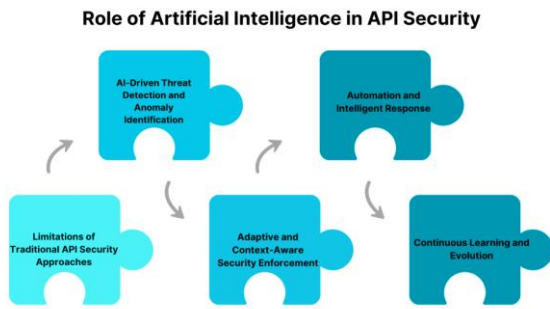 Role of Artificial Intelligence in API Security
AI-Driven Threat
Detection and
Anomaly
Identification
Automation and
Intelligent Response
Limitations of
Traditional API Security
Approaches
Adaptive and
Context-Aware
Security Enforcement
Continuous Learning and
Evolution